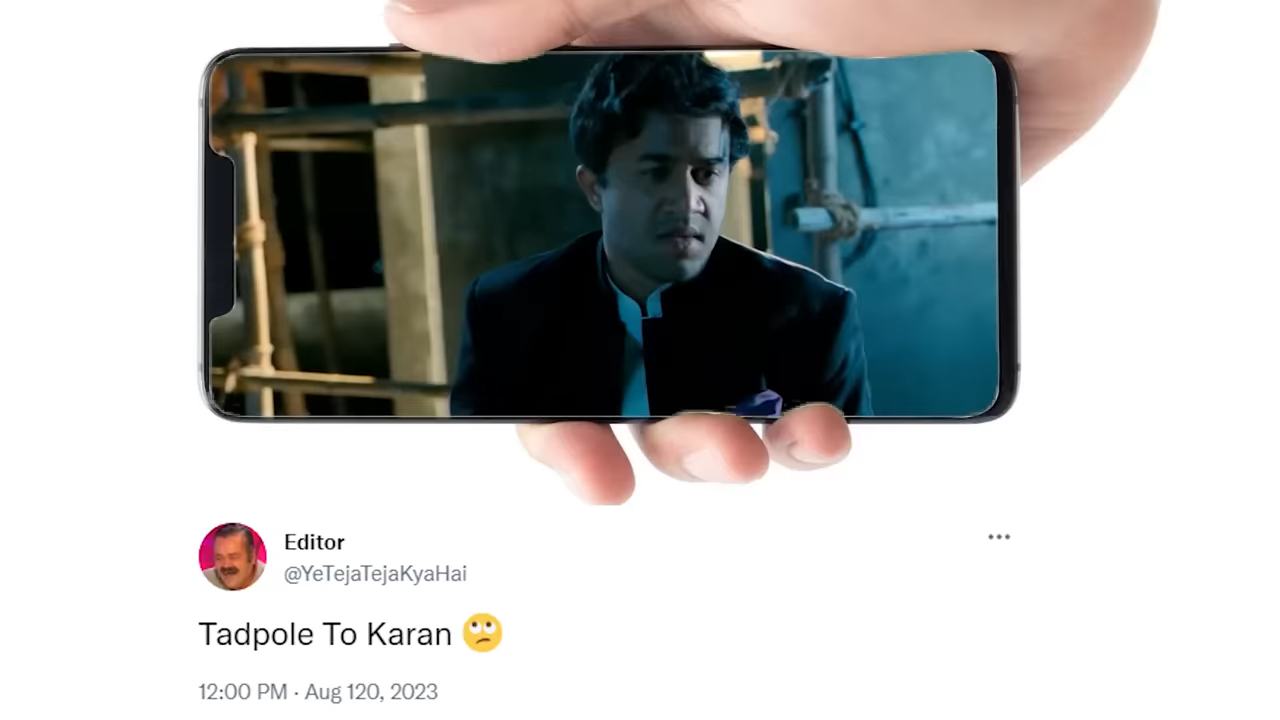 Editor
@YeTejaTejaKyaHai
Tadpole To Karan 🙄
12:00 PM · Aug 120, 2023